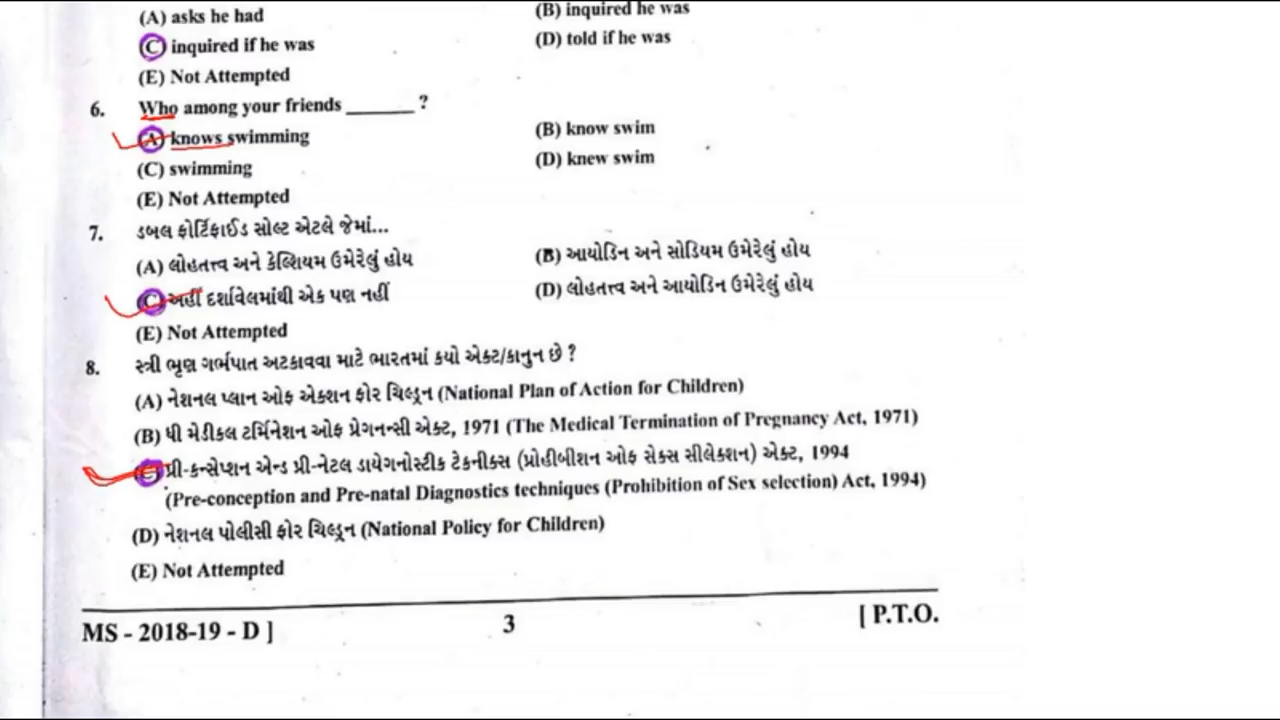 (A) asks he had (B) inquired he was
(C) inquired if he was (D) told if he was
(E) Not Attempted
6. Who among your friends ______ ?
(A) knows swimming (B) know swim
(C) swimming (D) knew swim
(E) Not Attempted
7. ડબલ ફોર્ટિફાઈડ સોલ્ટ એટલે જેમાં...
(A) લોહતત્ત્વ અને કેલ્શિયમ ઉમેરેલું હોય (B) આયોડિન અને સોડિયમ ઉમેરેલું હોય
(C) અહીં દર્શાવેલમાંથી એક પણ નહીં (D) લોહતત્ત્વ અને આયોડિન ઉમેરેલું હોય
(E) Not Attempted
8. સ્ત્રી ભૃણ ગર્ભપાત અટકાવવા માટે ભારતમાં કયો એક્ટ/કાનુન છે ?
(A) નેશનલ પ્લાન ઓફ એક્શન ફોર ચિલ્ડ્રન (National Plan of Action for Children)
(B) ધી મેડીકલ ટર્મિનેશન ઓફ પ્રેગનન્સી એક્ટ, 1971 (The Medical Termination of Pregnancy Act, 1971)
(C) પ્રી-કન્સેપ્શન એન્ડ પ્રી-નેટલ ડાયેગનોસ્ટીક ટેકનીક્સ (પ્રોહીબીશન ઓફ સેક્સ સીલેક્શન) એક્ટ, 1994
(Pre-conception and Pre-natal Diagnostics techniques (Prohibition of Sex selection) Act, 1994)
(D) નેશનલ પોલીસી ફોર ચિલ્ડ્રન (National Policy for Children)
(E) Not Attempted
MS - 2018-19 - D ] 3 [ P.T.O.